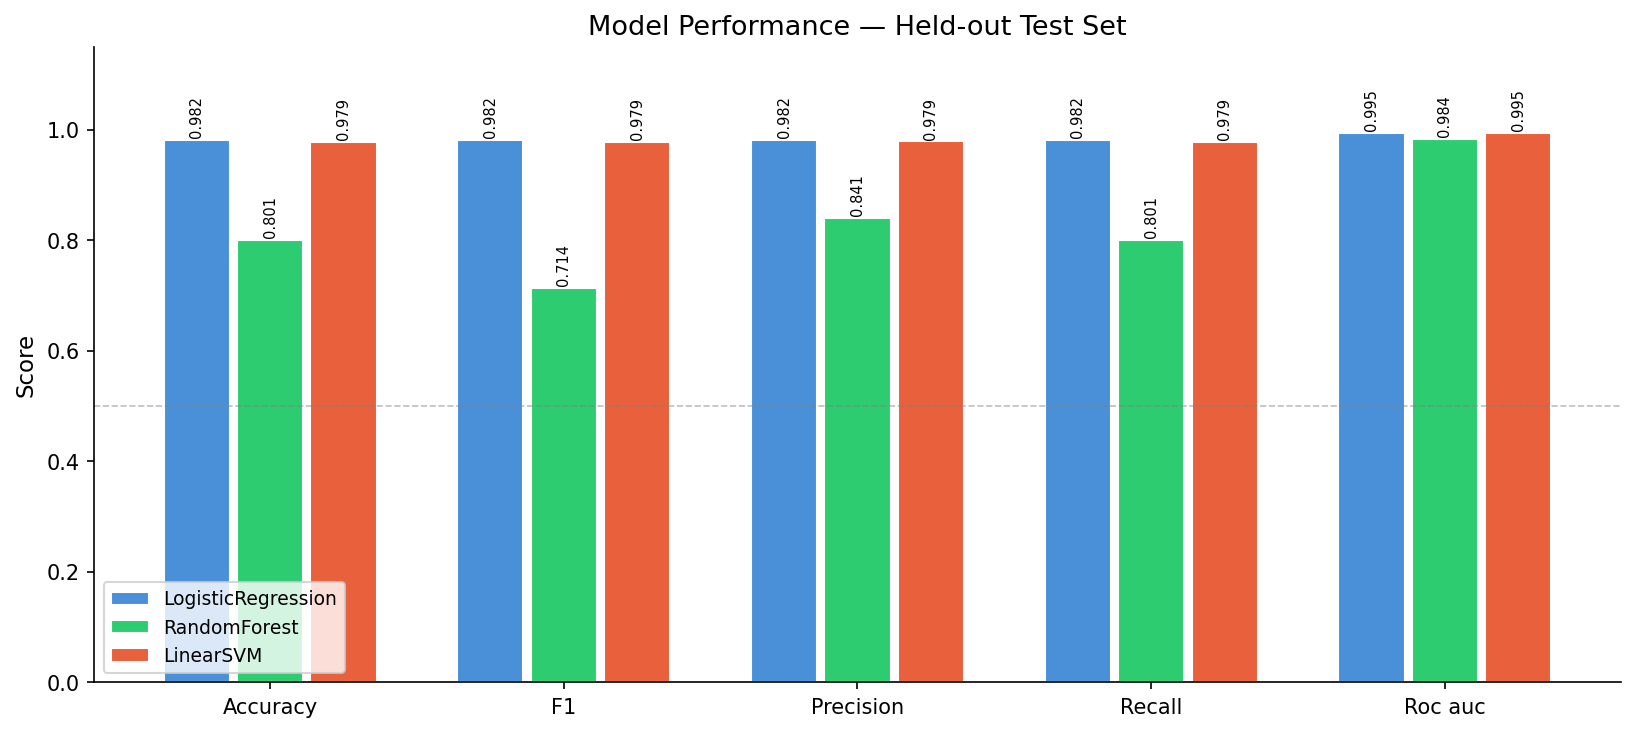 Model Performance — Held-out Test Set
Score
1.0
0.8
0.6
0.4
0.2
0.0
0.982
0.801
0.979
0.982
0.714
0.979
0.982
0.841
0.979
0.982
0.801
0.979
0.995
0.984
0.995
LogisticRegression
RandomForest
LinearSVM
Accuracy
F1
Precision
Recall
Roc auc